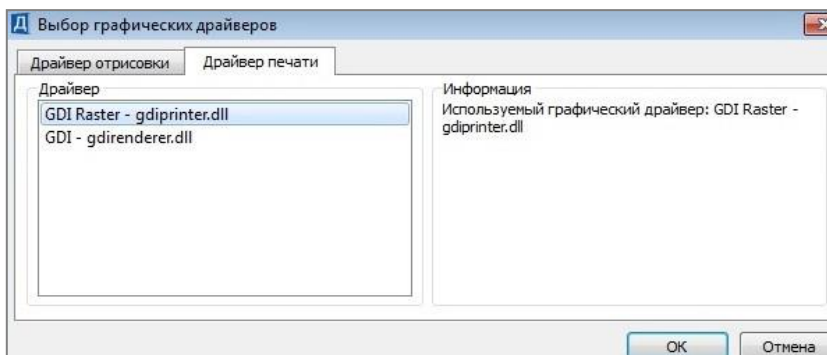 Д Выбор графических драйверов
Драйвер отрисовки Драйвер печати
Драйвер
GDI Raster - gdiprinter.dll
GDI - gdirenderer.dll
Информация
Используемый графический драйвер: GDI Raster -
gdiprinter.dll
OK Отмена